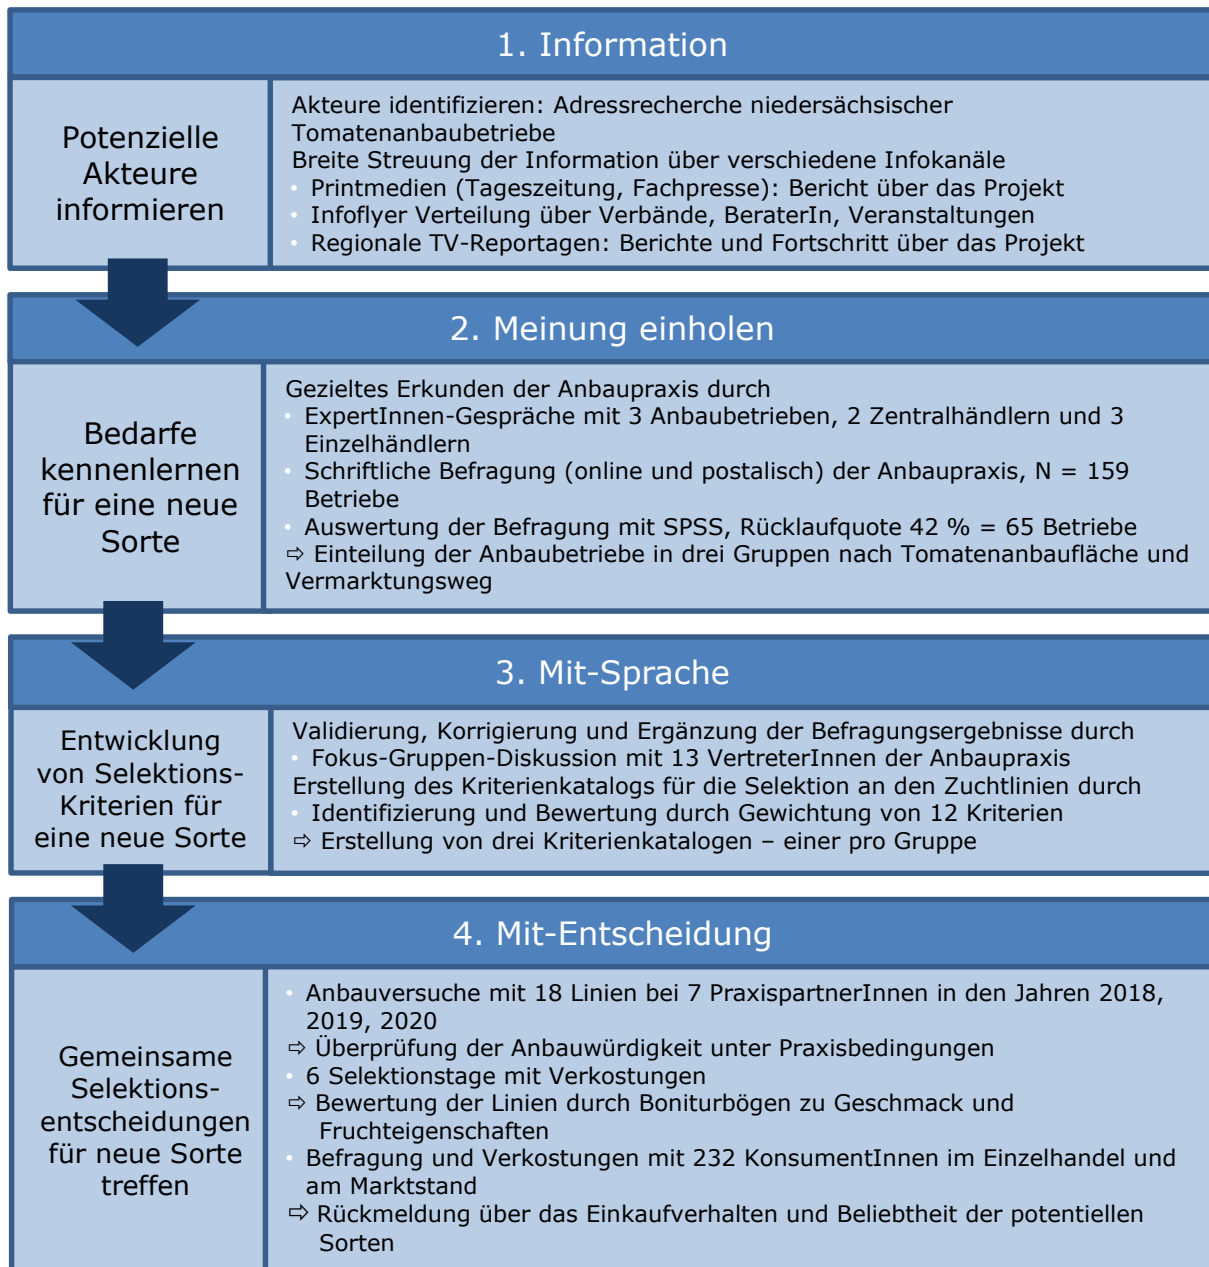 1. Information
Potenzielle
Akteure
informieren
Akteure identifizieren: Adressrecherche niedersächsischer
Tomatenanbaubetriebe
Breite Streuung der Information über verschiedene Infokanäle
• Printmedien (Tageszeitung, Fachpresse): Bericht über das Projekt
• Infoflyer Verteilung über Verbände, BeraterIn, Veranstaltungen
• Regionale TV-Reportagen: Berichte und Fortschritt über das Projekt
2. Meinung einholen
Bedarfe
kennenlernen
für eine neue
Sorte
Gezieltes Erkunden der Anbaupraxis durch
• ExpertInnen-Gespräche mit 3 Anbaubetrieben, 2 Zentralhändlern und 3
Einzelhändlern
• Schriftliche Befragung (online und postalisch) der Anbaupraxis, N = 159
Betriebe
• Auswertung der Befragung mit SPSS, Rücklaufquote 42 % = 65 Betriebe
⇨ Einteilung der Anbaubetriebe in drei Gruppen nach Tomatenanbaufläche und
Vermarktungsweg
3. Mit-Sprache
Entwicklung
von Selektions-
Kriterien für
eine neue Sorte
Validierung, Korrigierung und Ergänzung der Befragungsergebnisse durch
• Fokus-Gruppen-Diskussion mit 13 VertreterInnen der Anbaupraxis
Erstellung des Kriterienkatalogs für die Selektion an den Zuchtlinien durch
• Identifizierung und Bewertung durch Gewichtung von 12 Kriterien
⇨ Erstellung von drei Kriterienkatalogen – einer pro Gruppe
4. Mit-Entscheidung
Gemeinsame
Selektions-
entscheidungen
für neue Sorte
treffen
• Anbauversuche mit 18 Linien bei 7 PraxispartnerInnen in den Jahren 2018,
2019, 2020
⇨ Überprüfung der Anbauwürdigkeit unter Praxisbedingungen
• 6 Selektionstage mit Verkostungen
⇨ Bewertung der Linien durch Boniturbögen zu Geschmack und
Fruchteigenschaften
• Befragung und Verkostungen mit 232 KonsumentInnen im Einzelhandel und
am Marktstand
⇨ Rückmeldung über das Einkaufverhalten und Beliebtheit der potentiellen
Sorten